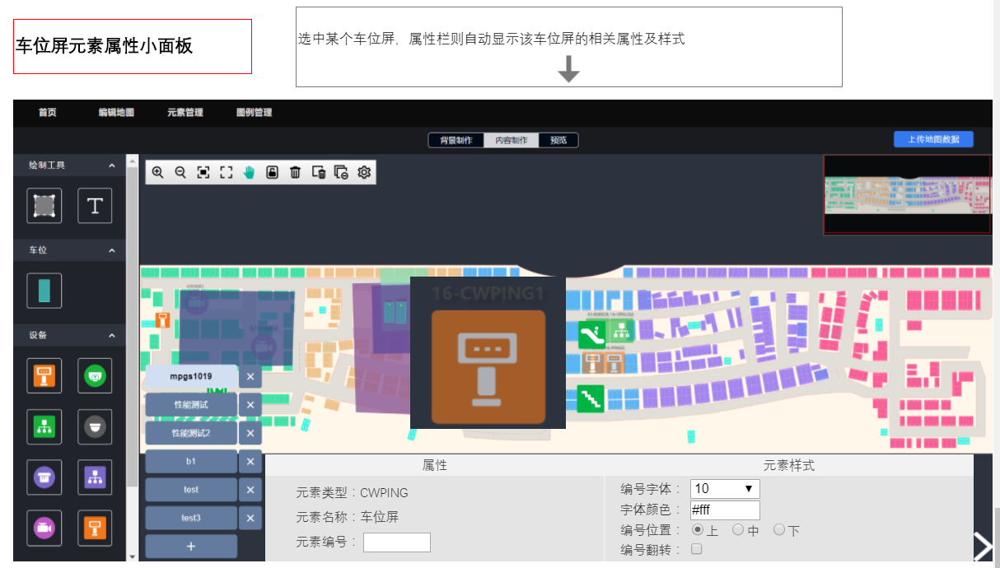 车位屏元素属性小面板
选中某个车位屏，属性栏则自动显示该车位屏的相关属性及样式
首页 编辑地图 元素管理 图例管理
背景制作 内容制作 预览
上传地图数据
绘制工具
T
车位
设备
16-CWPING1
mpgs1019 ×
性能测试 ×
性能测试2 ×
b1 ×
test ×
test3 ×
+
属性
元素类型：CWPING
元素名称：车位屏
元素编号：
元素样式
编号字体： 10 ▼
字体颜色： #fff
编号位置： 上 中 下
编号翻转：